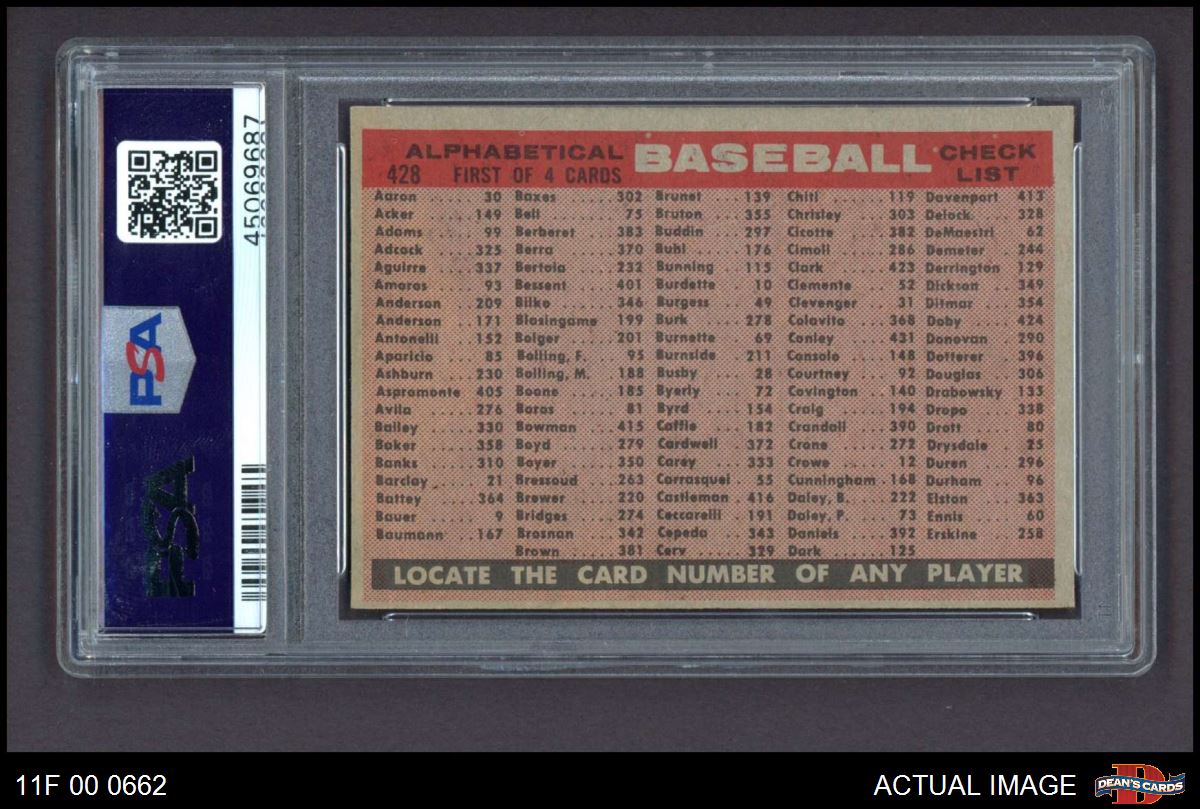 45069687
PSA
PSA
ALPHABETICAL BASEBALL CHECK LIST
428 FIRST OF 4 CARDS
Aaron .... 30
Acker .... 149
Adams .... 99
Adcock .... 325
Aguirre .... 337
Amoros .... 93
Anderson .. 209
Anderson .. 171
Antonelli .. 152
Aparicio .... 85
Ashburn ... 230
Aspromonte 405
Avila ..... 276
Bailey .... 330
Baker .... 358
Banks .... 310
Barclay .... 21
Battey .... 364
Bauer ..... 9
Baumann .. 167
Baxes .... 302
Bell ..... 75
Berberet ... 383
Berra .... 370
Bertoia ... 232
Bessent ... 401
Bilko .... 346
Blasingame 199
Bolger .... 201
Bolling, F. .. 95
Bolling, M. 188
Boone .... 185
Boros .... 81
Bowman .. 415
Boyd .... 279
Boyer .... 350
Bressoud .. 263
Brewer ... 220
Bridges ... 274
Brosnan .. 342
Brown .... 381
Brunet ... 139
Bruton ... 355
Buddin ... 297
Buhl .... 176
Bunning .. 115
Burdette ... 10
Burgess ... 49
Burk .... 278
Burnette ... 69
Burnside .. 211
Busby .... 28
Byerly .... 72
Byrd .... 154
Caffie ... 182
Cardwell .. 372
Carey ... 333
Carrasquel . 55
Castleman . 416
Ceccarelli . 191
Cepeda .. 343
Cerv ..... 329
Chiti .... 119
Chrisley ... 303
Cicotte ... 382
Cimoli ... 286
Clark .... 423
Clemente ... 52
Clevenger .. 31
Colavito ... 368
Conley ... 431
Consolo ... 148
Courtney ... 92
Covington . 140
Craig .... 194
Crandall .. 390
Crone .... 272
Crowe .... 12
Cunningham . 168
Daley, B. .. 222
Daley, P. ... 73
Daniels ... 392
Dark .... 125
Davenport 413
Delock .. 328
DeMaestri 62
Demeter .. 244
Derrington 129
Dickson .. 349
Ditmar .. 354
Doby ... 424
Donovan . 290
Dotterer . 396
Douglas . 306
Drabowsky 135
Dropo .. 338
Drott ... 80
Drysdale .. 25
Duren ... 296
Durham .. 96
Elston ... 363
Ennis ... 60
Erskine .. 258
LOCATE THE CARD NUMBER OF ANY PLAYER
11F 00 0662
ACTUAL IMAGE
DEAN'S CARDS